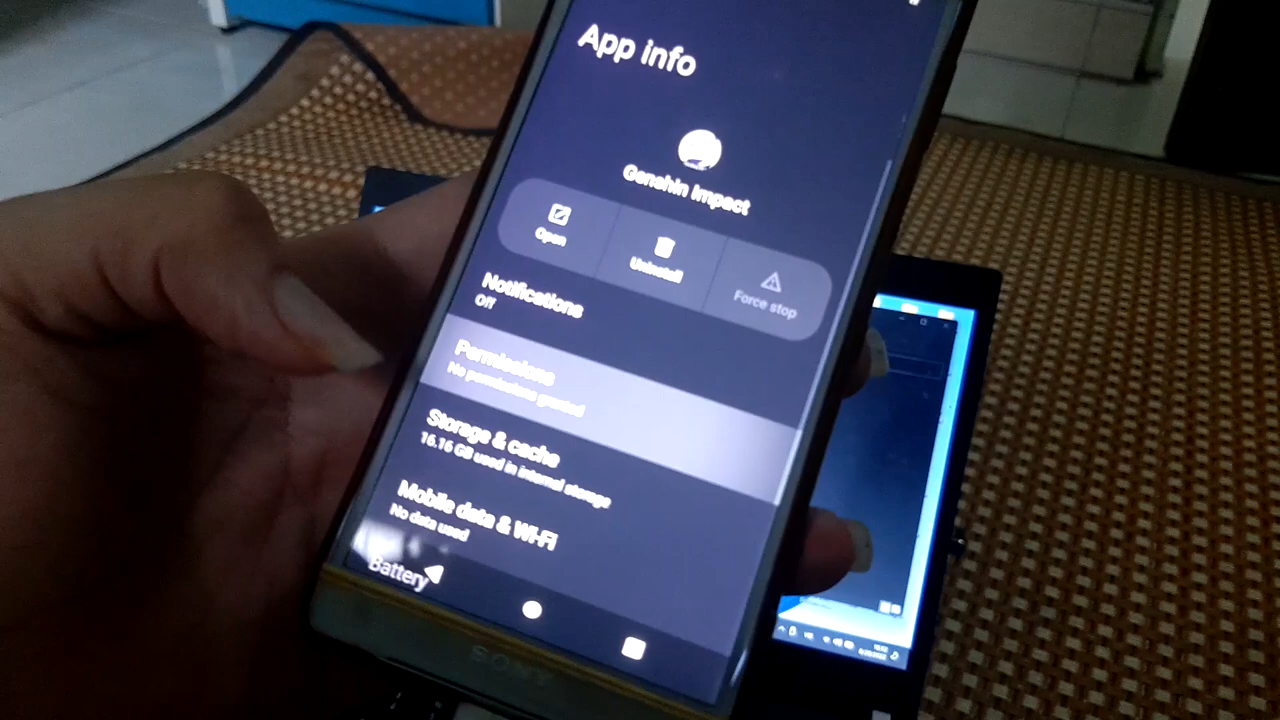 App info
Genshin Impact
Open
Uninstall
Force stop
Notifications
Off
Permissions
No permissions granted
Storage & cache
16.16 GB used in internal storage
Mobile data & Wi-Fi
No data used
Battery
SONY